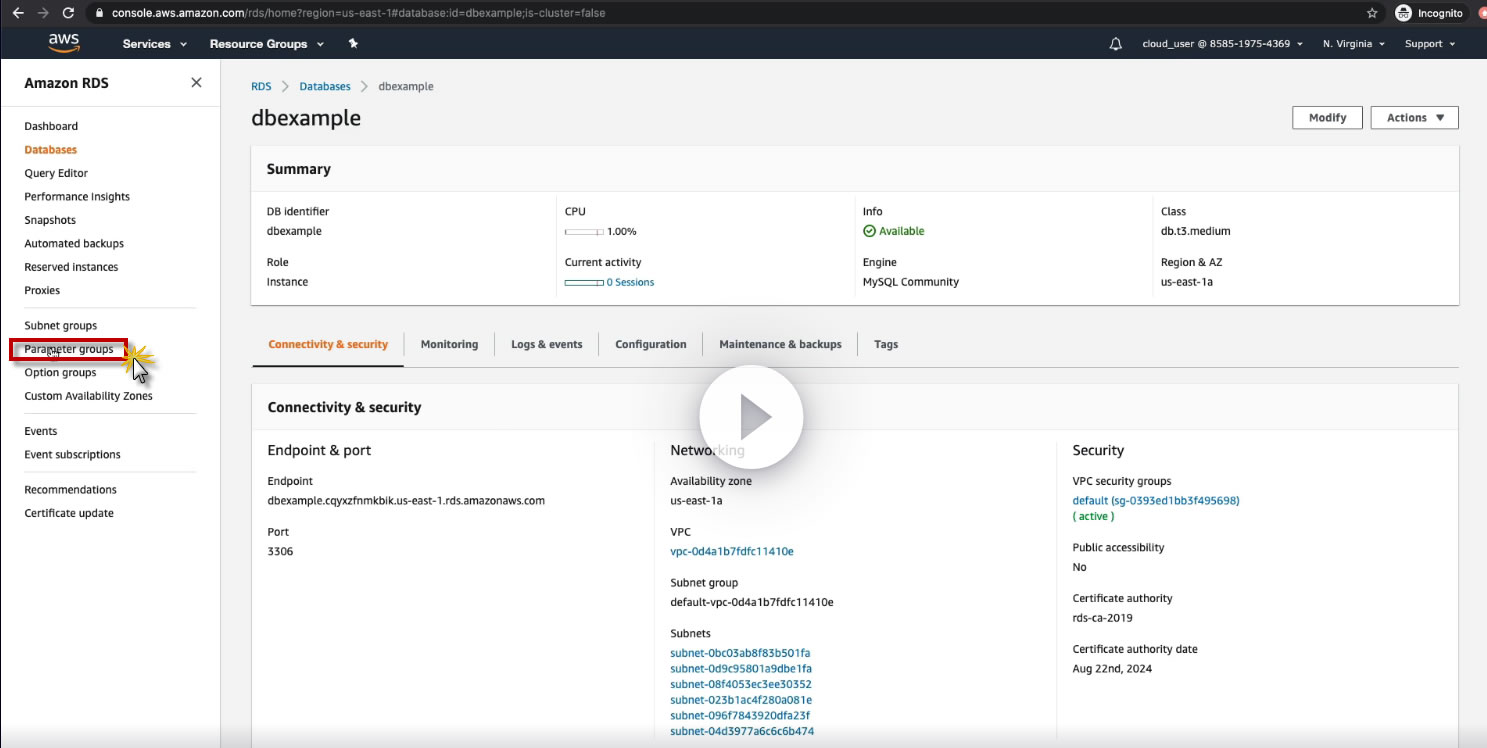 console.aws.amazon.com/rds/home?region=us-east-1#database:id=dbexample;is-cluster=false
Incognito
aws
Services
Resource Groups
cloud_user @ 8585-1975-4369
N. Virginia
Support
Amazon RDS
Dashboard
Databases
Query Editor
Performance Insights
Snapshots
Automated backups
Reserved instances
Proxies
Subnet groups
Parameter groups
Option groups
Custom Availability Zones
Events
Event subscriptions
Recommendations
Certificate update
RDS
Databases
dbexample
dbexample
Modify
Actions
Summary
DB identifier
dbexample
CPU
1.00%
Info
Available
Class
db.t3.medium
Role
Instance
Current activity
0 Sessions
Engine
MySQL Community
Region & AZ
us-east-1a
Connectivity & security
Monitoring
Logs & events
Configuration
Maintenance & backups
Tags
Connectivity & security
Endpoint & port
Endpoint
dbexample.cqyxzfnmkbik.us-east-1.rds.amazonaws.com
Port
3306
Networking
Availability zone
us-east-1a
VPC
vpc-0d4a1b7fdfc11410e
Subnet group
default-vpc-0d4a1b7fdfc11410e
Subnets
subnet-0bc03ab8f83b501fa
subnet-0d9c95801a9dbe1fa
subnet-08f4053ec3ee30352
subnet-023b1ac4f280a081e
subnet-096f7843920dfa23f
subnet-04d3977a6c6c6b474
Security
VPC security groups
default (sg-0393ed1bb3f495698)
( active )
Public accessibility
No
Certificate authority
rds-ca-2019
Certificate authority date
Aug 22nd, 2024